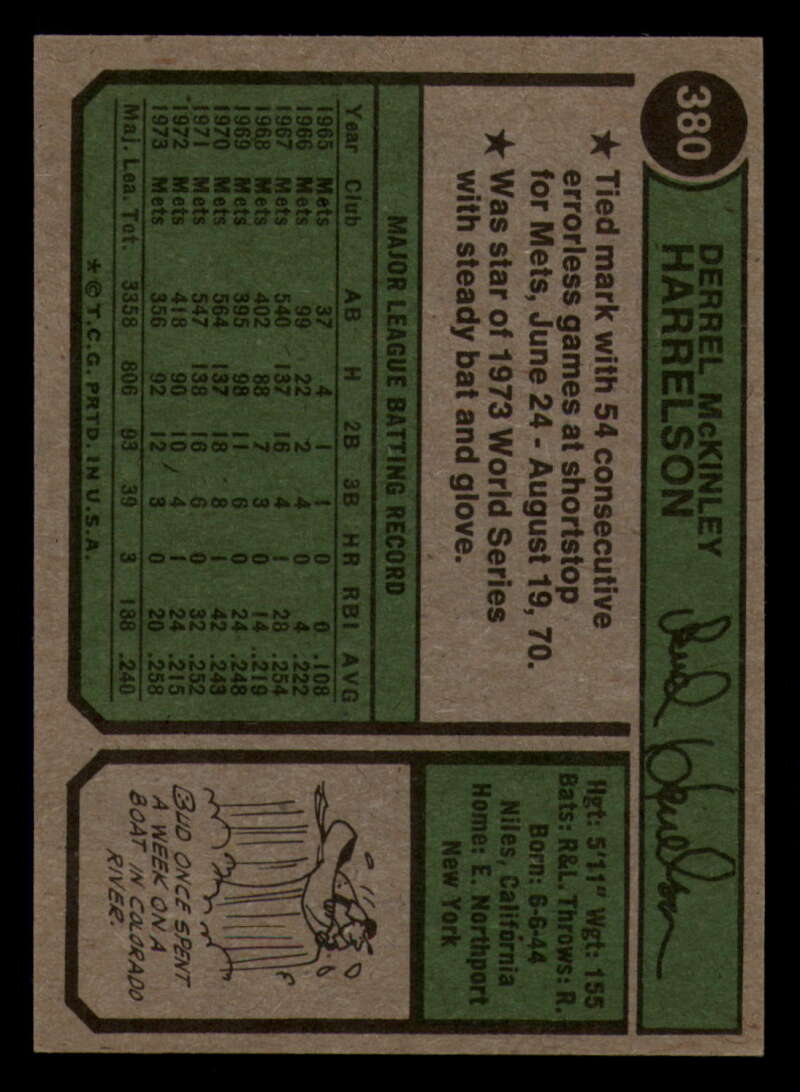 380
DERREL McKINLEY
HARRELSON
Bud Harrelson
★ Tied mark with 54 consecutive
errorless games at shortstop
for Mets, June 24 - August 19, 70.
★ Was star of 1973 World Series
with steady bat and glove.
Hgt: 5'11" Wgt: 155
Bats: R&L. Throws: R.
Born: 6-6-44
Niles, California
Home: E. Northport
New York
MAJOR LEAGUE BATTING RECORD
Year Club AB H 2B 3B HR RBI AVG
1965 Mets 37 4 1 1 0 0 .108
1966 Mets 99 22 2 4 0 4 .222
1967 Mets 540 137 16 4 1 28 .254
1968 Mets 402 88 7 3 0 14 .219
1969 Mets 395 98 11 6 0 24 .248
1970 Mets 564 137 18 8 1 42 .243
1971 Mets 547 138 16 6 0 32 .252
1972 Mets 418 90 10 4 1 24 .215
1973 Mets 356 92 12 3 0 20 .258
Maj. Lea. Tot. 3358 806 93 39 3 188 .240
* © T.C.G. PRTD. IN U.S.A.
BUD ONCE SPENT
A WEEK ON A
BOAT IN COLORADO
RIVER.